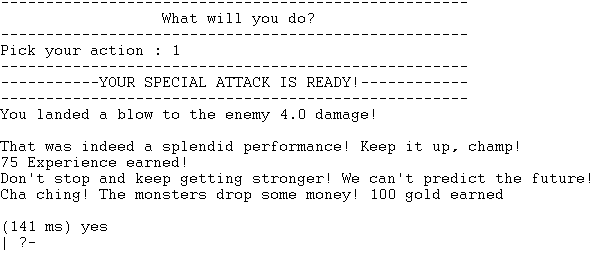 ----------------------------------------------------
What will you do?
----------------------------------------------------
Pick your action : 1
----------------------------------------------------
-----------YOUR SPECIAL ATTACK IS READY!------------
----------------------------------------------------
You landed a blow to the enemy 4.0 damage!
That was indeed a splendid performance! Keep it up, champ!
75 Experience earned!
Don't stop and keep getting stronger! We can't predict the future!
Cha ching! The monsters drop some money! 100 gold earned
(141 ms) yes
| ?-